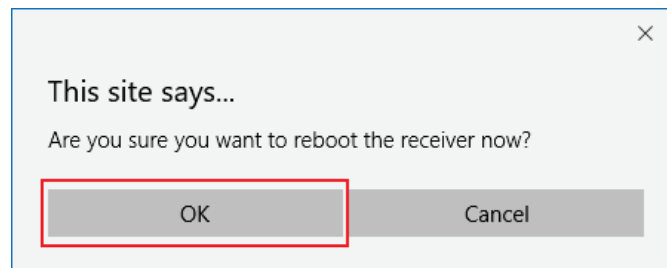 This site says...
Are you sure you want to reboot the receiver now?
OK Cancel